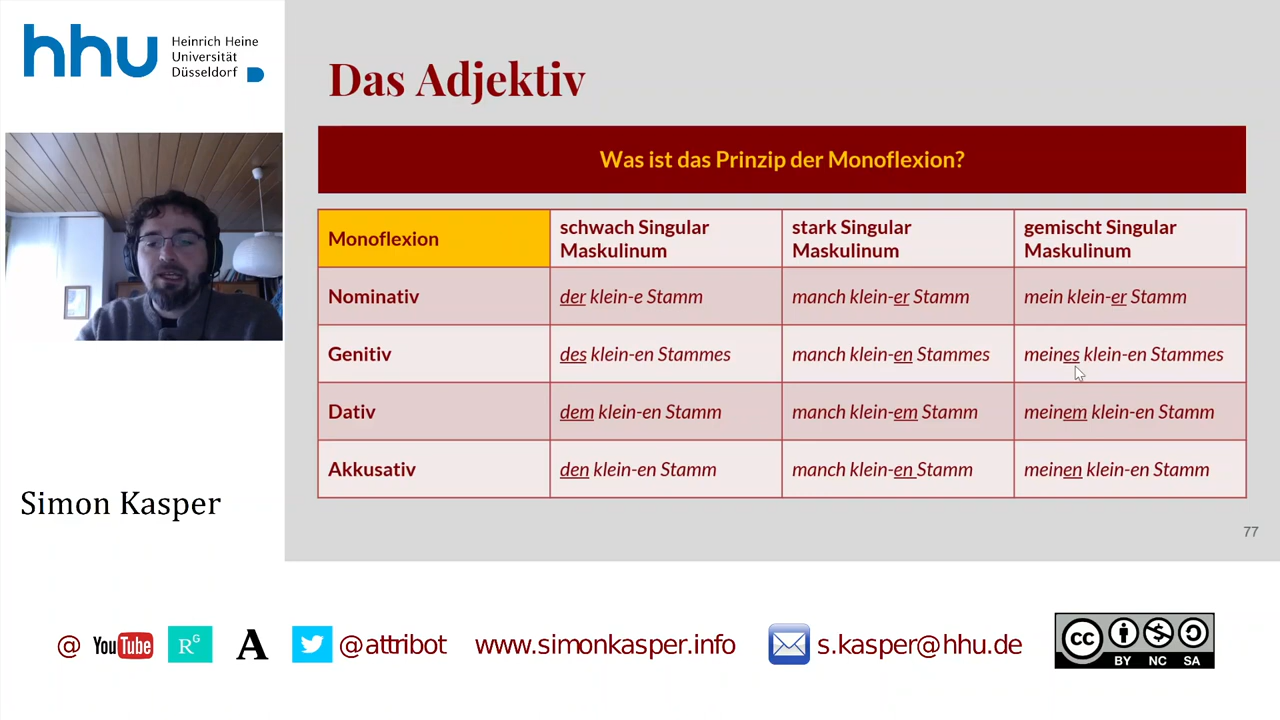 hhu Heinrich Heine
Universität
Düsseldorf
Das Adjektiv
Was ist das Prinzip der Monoflexion?
Monoflexion
schwach Singular
Maskulinum
stark Singular
Maskulinum
gemischt Singular
Maskulinum
Nominativ
der klein-e Stamm
manch klein-er Stamm
mein klein-er Stamm
Genitiv
des klein-en Stammes
manch klein-en Stammes
meines klein-en Stammes
Dativ
dem klein-en Stamm
manch klein-em Stamm
meinem klein-en Stamm
Akkusativ
den klein-en Stamm
manch klein-en Stamm
meinen klein-en Stamm
Simon Kasper
77
@ YouTube RG A @attribot www.simonkasper.info s.kasper@hhu.de
cc BY NC SA